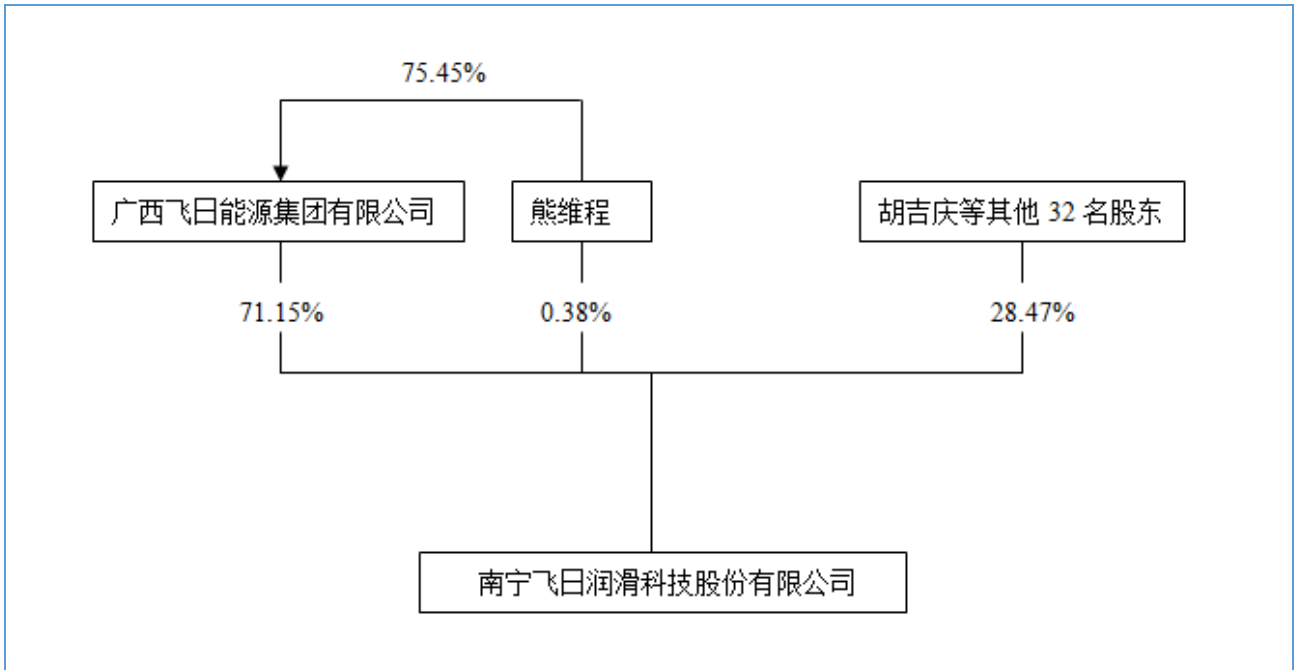 75.45%
广西飞日能源集团有限公司
熊维程
胡吉庆等其他 32 名股东
71.15%
0.38%
28.47%
南宁飞日润滑科技股份有限公司